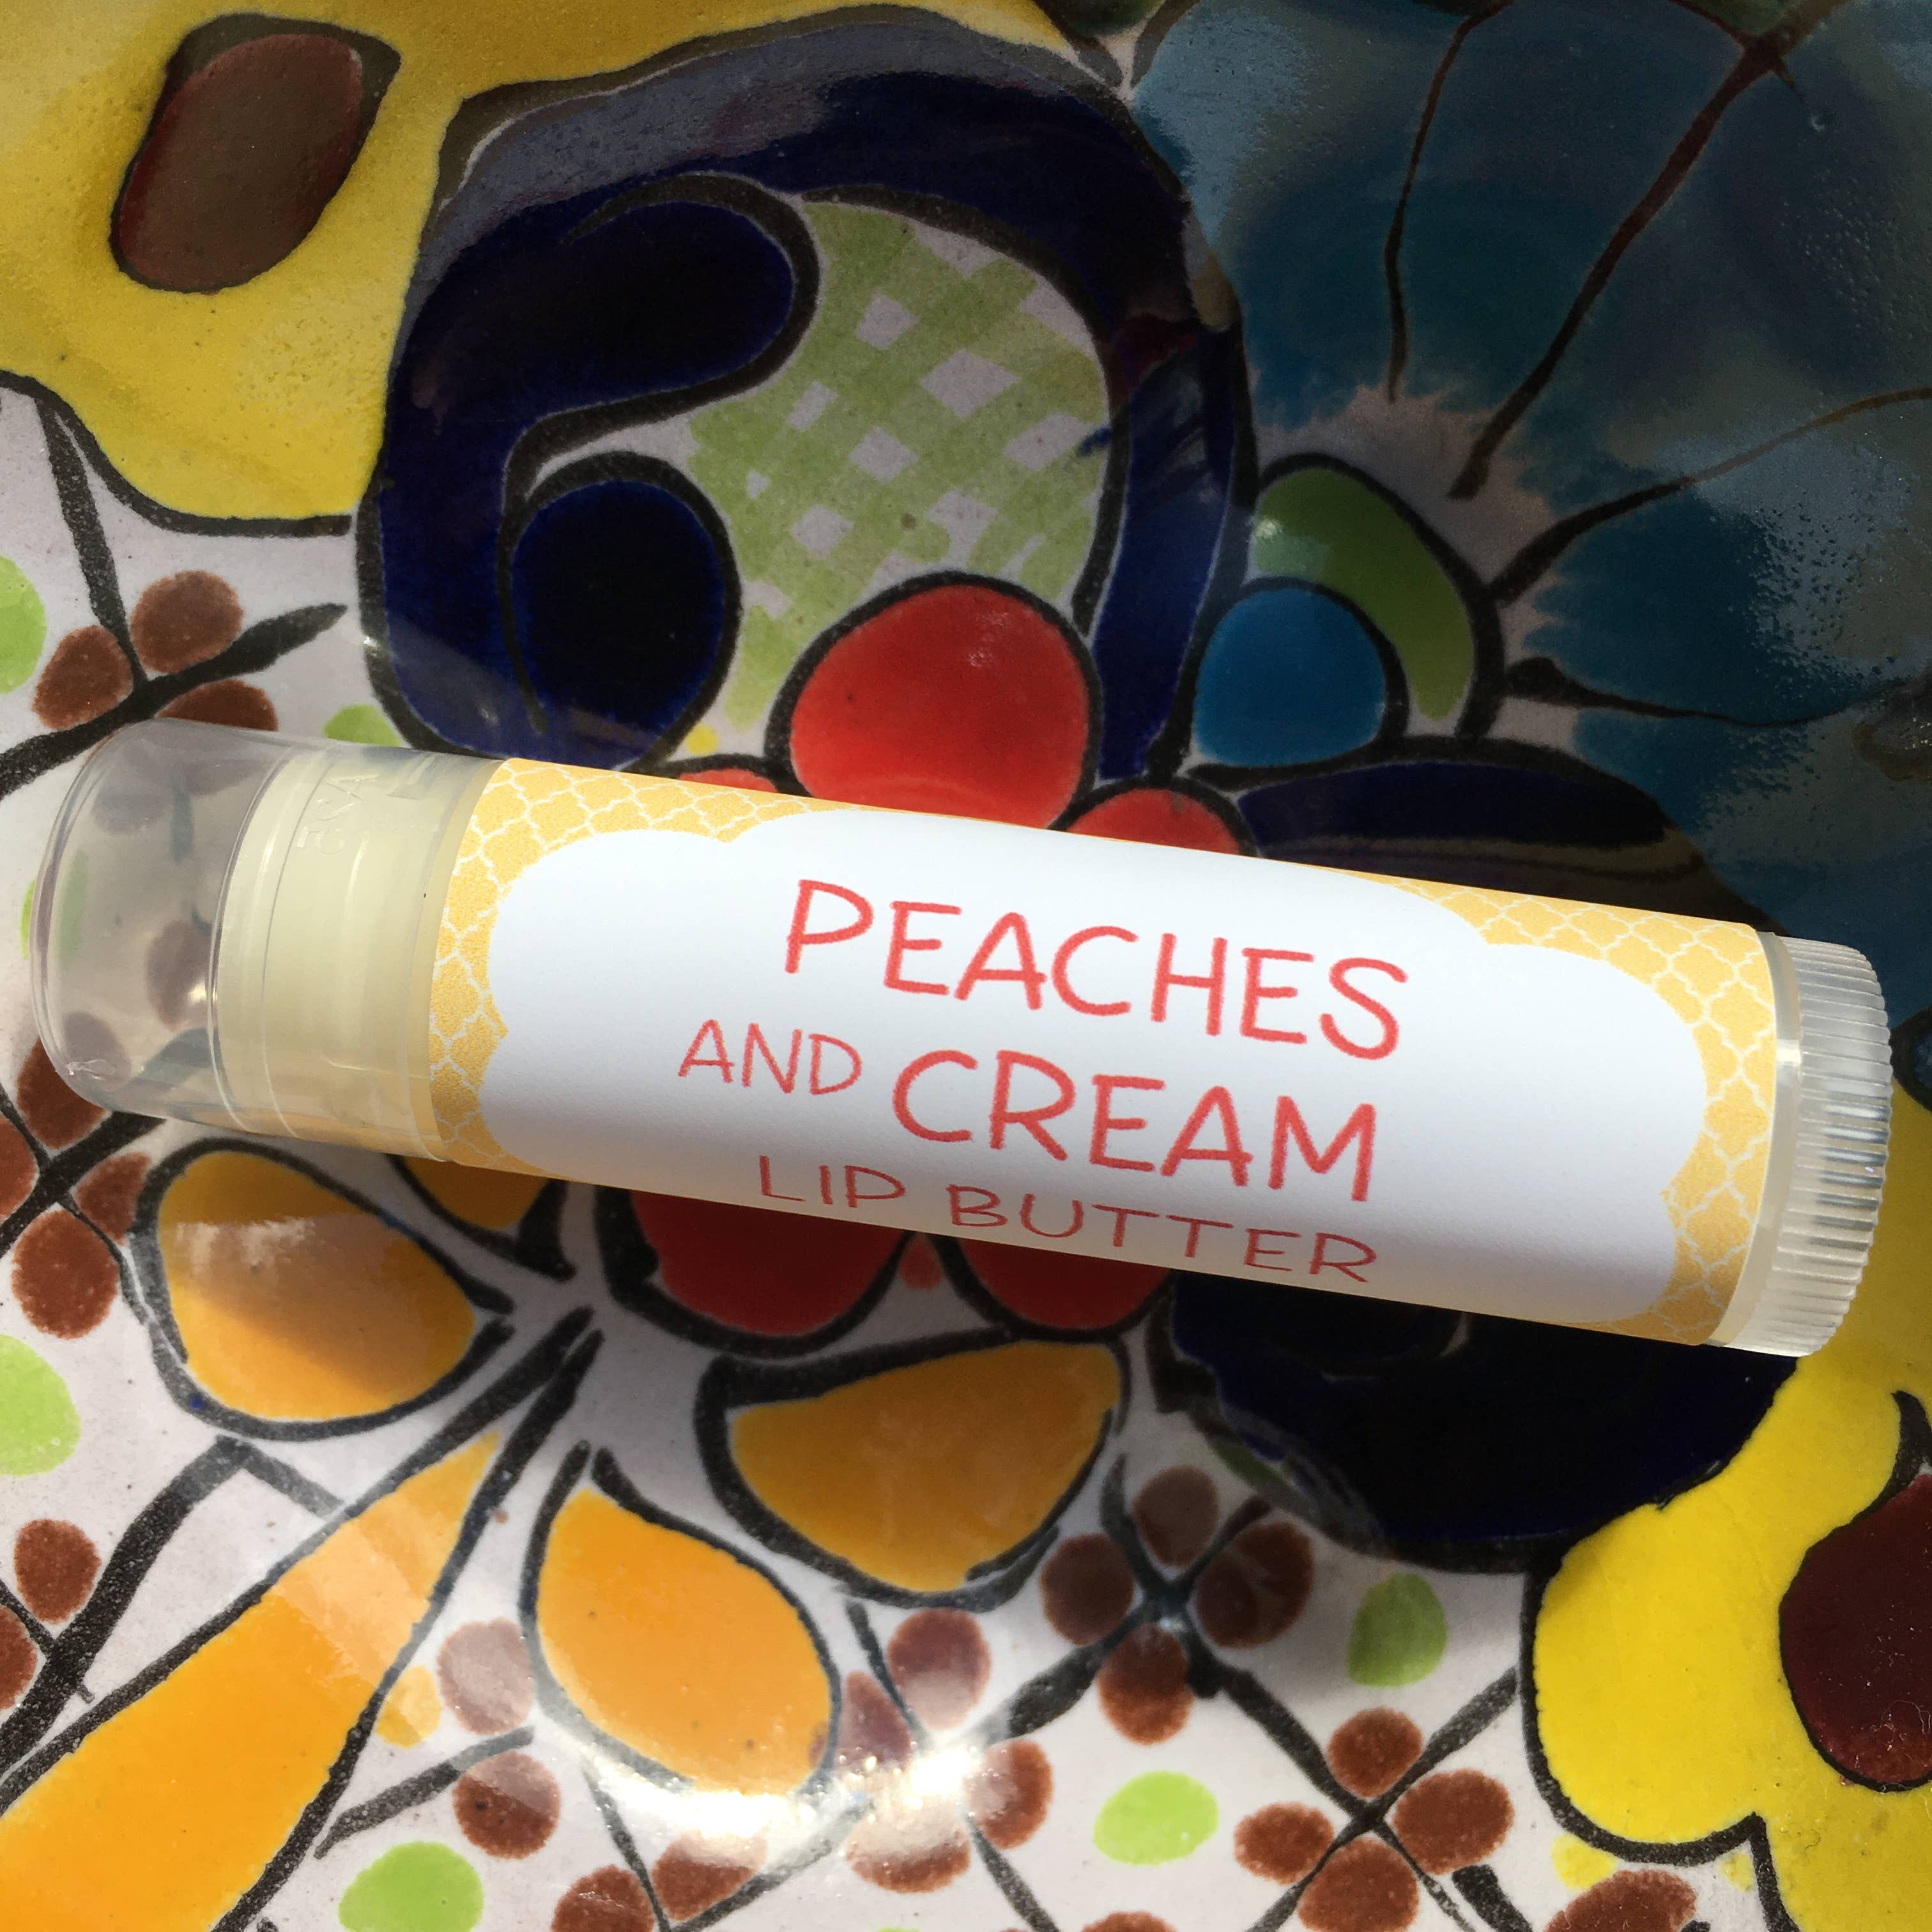 PEACHES
AND CREAM
LIP BUTTER